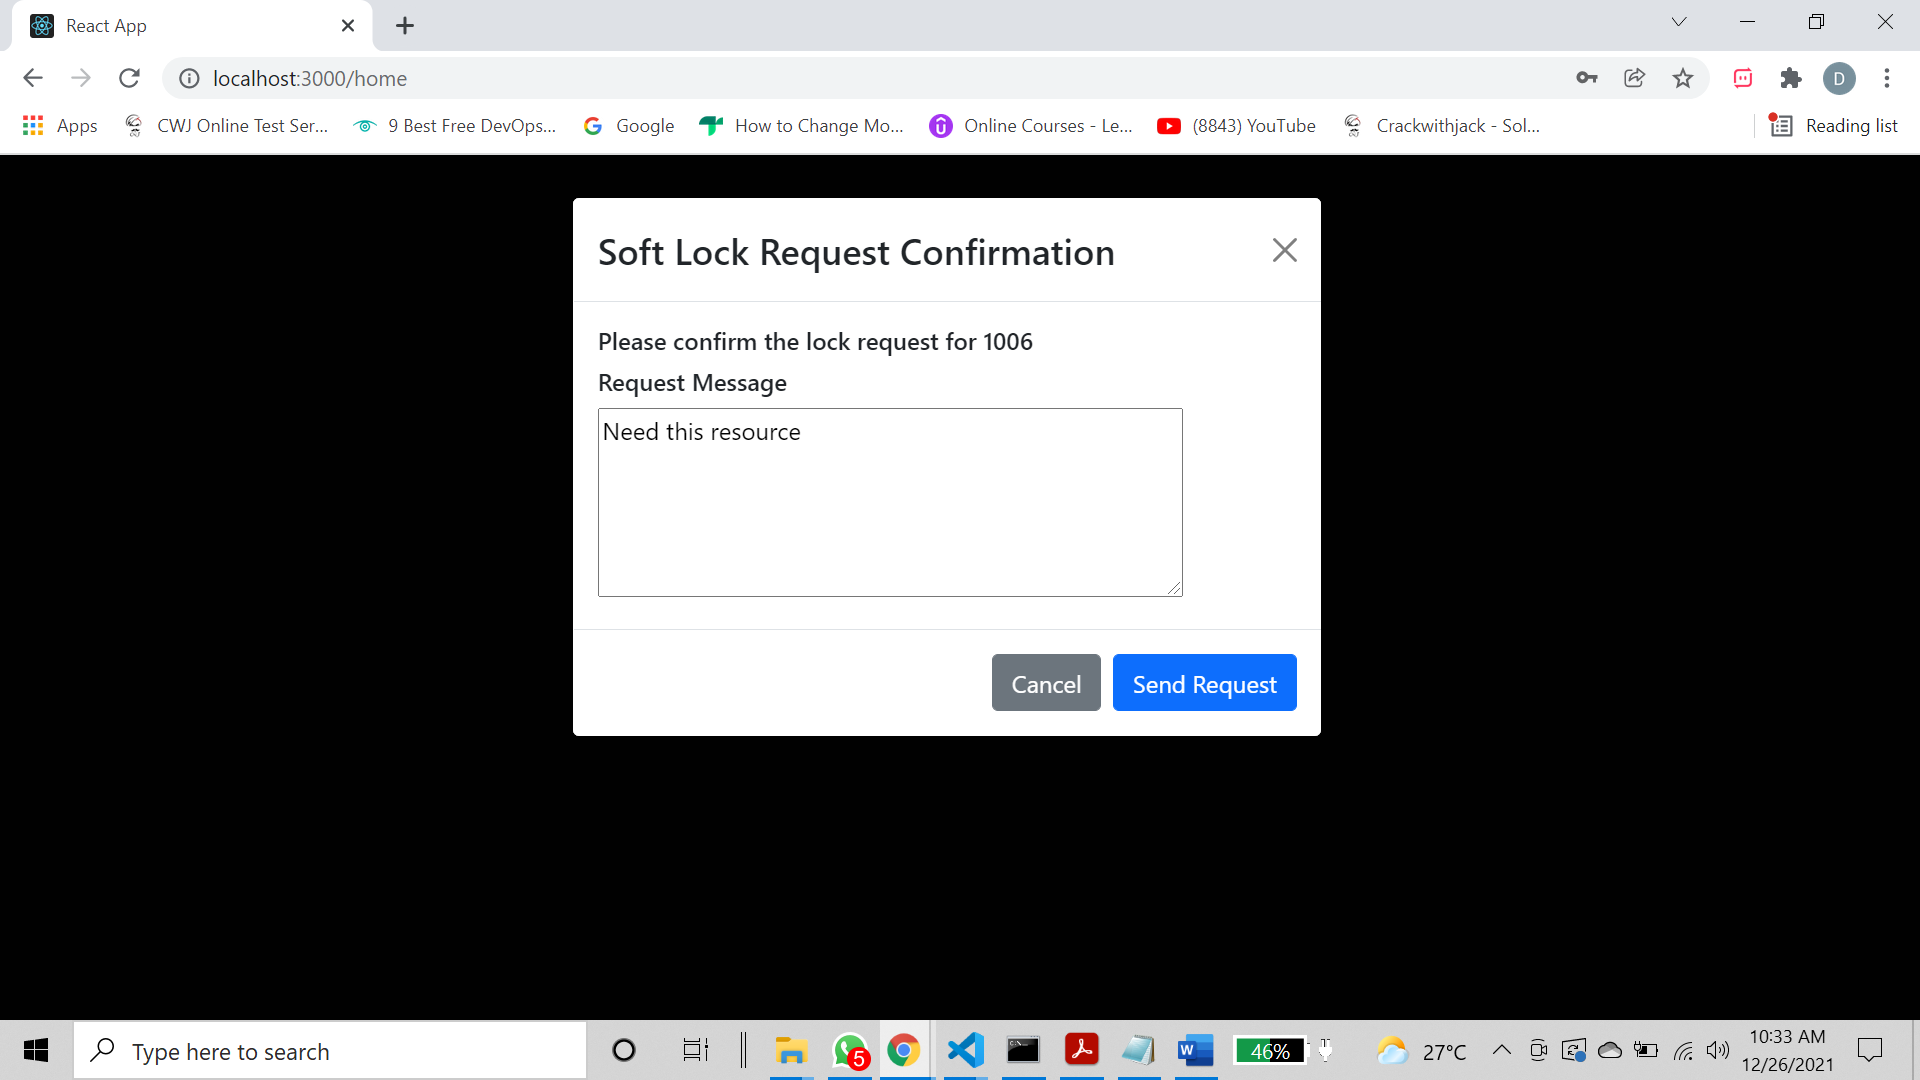 React App
localhost:3000/home
D
Apps
CWJ Online Test Ser...
9 Best Free DevOps...
Google
How to Change Mo...
Online Courses - Le...
(8843) YouTube
Crackwithjack - Sol...
Reading list
Soft Lock Request Confirmation
Please confirm the lock request for 1006
Request Message
Need this resource
Cancel
Send Request
Type here to search
5
46%
27°C
10:33 AM
12/26/2021